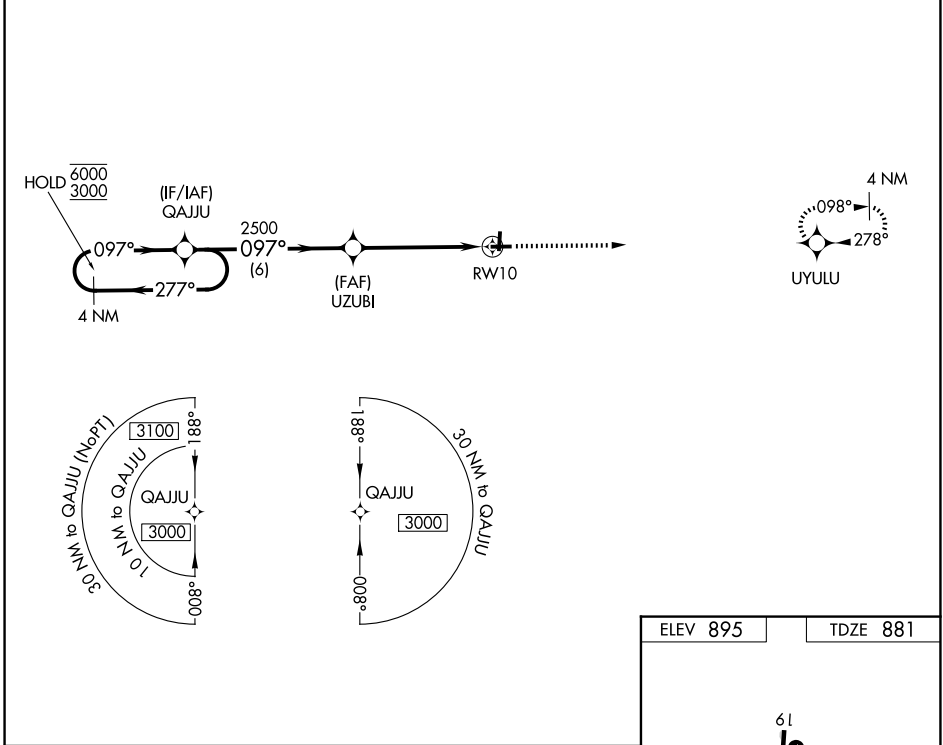 HOLD 6000
3000
(IF/IAF)
QAJJU
097°
277°
4 NM
2500
097°
(6)
(FAF)
UZUBI
RW10
4 NM
098°
278°
UYULU
30 NM to QAJJU (NoPT)
3100
188°
10 NM to QAJJU
QAJJU
3000
008°
188°
30 NM to QAJJU
QAJJU
3000
008°
ELEV 895
TDZE 881
19